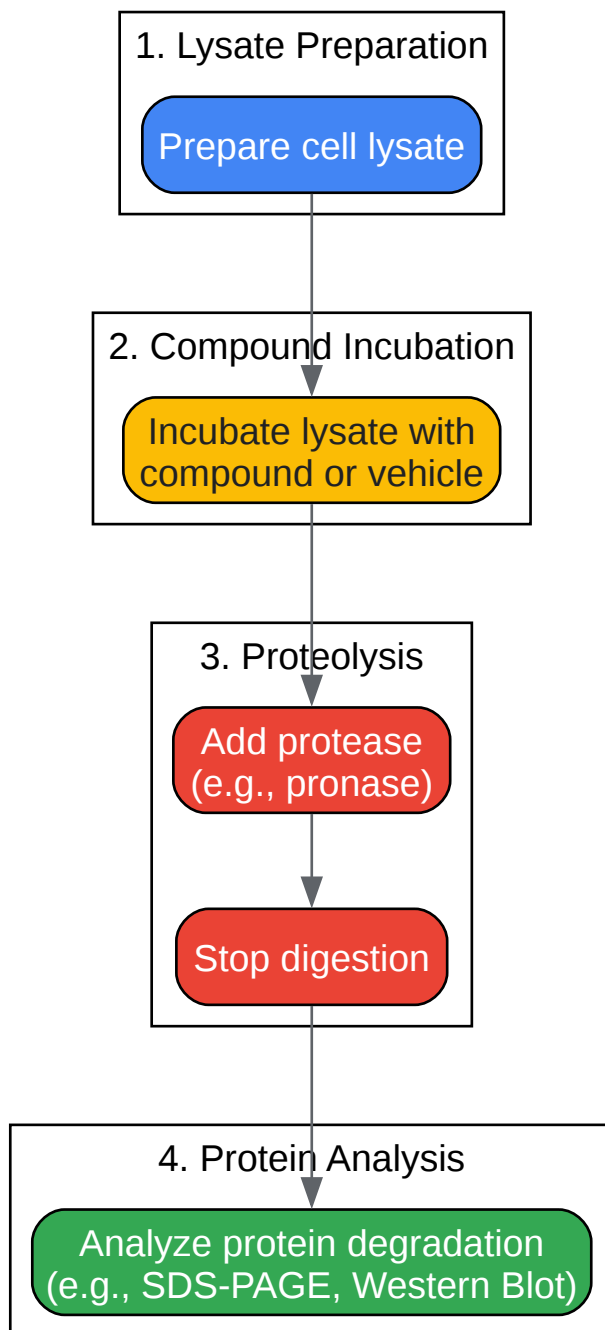 1. Lysate Preparation
Prepare cell lysate
2. Compound Incubation
Incubate lysate with
compound or vehicle
3. Proteolysis
Add protease
(e.g., pronase)
Stop digestion
4. Protein Analysis
Analyze protein degradation
(e.g., SDS-PAGE, Western Blot)